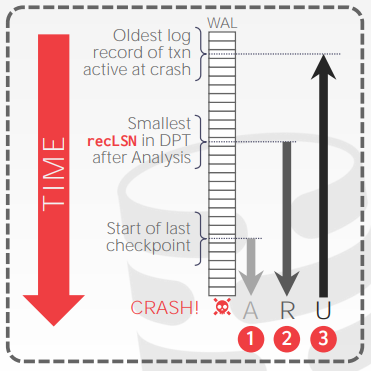 WAL
Oldest log
record of txn
active at crash
Smallest
recLSN in DPT
after Analysis
TIME
Start of last
checkpoint
CRASH! A R U
1 2 3